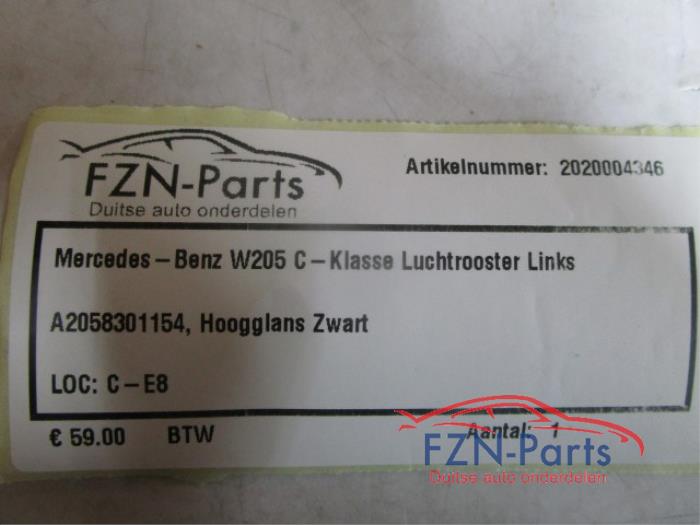 FZN-Parts
Duitse auto onderdelen
Artikelnummer: 2020004346
Mercedes-Benz W205 C-Klasse Luchtrooster Links
A2058301154, Hoogglans Zwart
LOC: C-E8
€ 59.00 BTW Aantal: 1
FZN-Parts
Duitse auto onderdelen